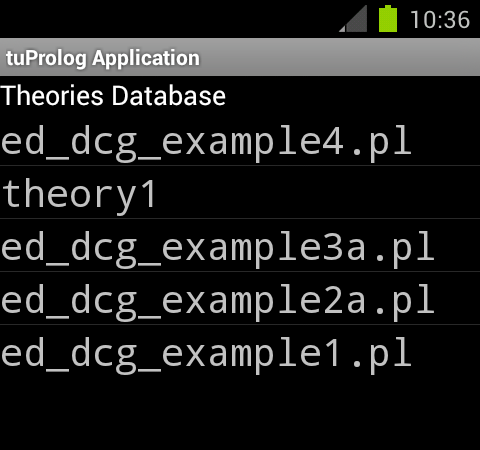 10:36
tuProlog Application
Theories Database
ed_dcg_example4.pl
theory1
ed_dcg_example3a.pl
ed_dcg_example2a.pl
ed_dcg_example1.pl